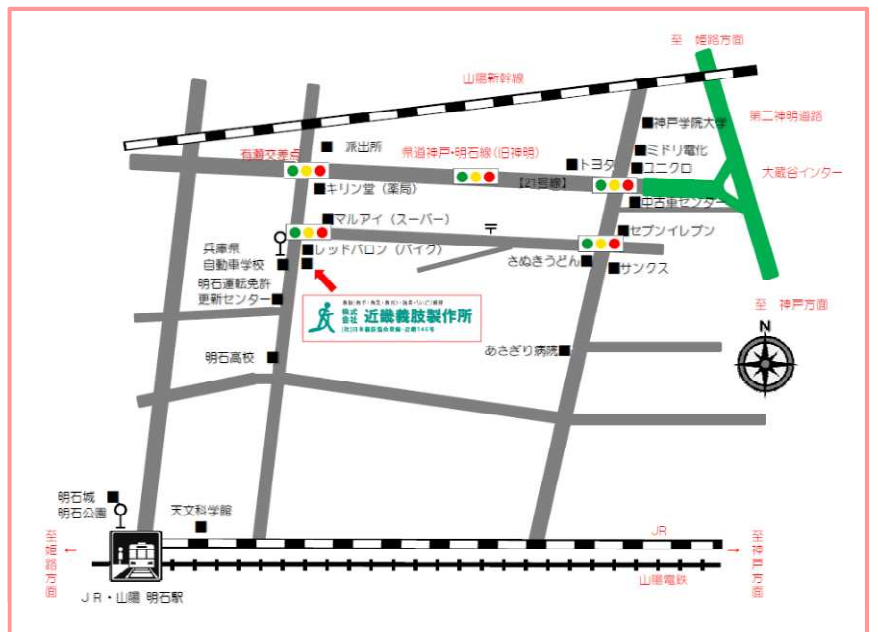 至 姫路方面
山陽新幹線
第二神明道路
■神戸学院大学
■ 派出所
有瀬交差点
県道神戸・明石線(旧神明)
■ミドリ電化
■トヨタ
■ユニクロ
大蔵谷インター
【21号線】
■キリン堂(薬局)
■中古車センター
■マルアイ(スーパー)
〒
■セブンイレブン
兵庫県
自動車学校 ■
■レッドバロン(バイク)
さぬきうどん■
■サンクス
明石運転免許
更新センター■
株式
会社 近畿義肢製作所
至 神戸方面
N
あさぎり病院■
明石高校 ■
明石城 ■
明石公園
天文科学館
■
至姫路方面
←
JR
→
至神戸方面
山陽電鉄
JR・山陽 明石駅